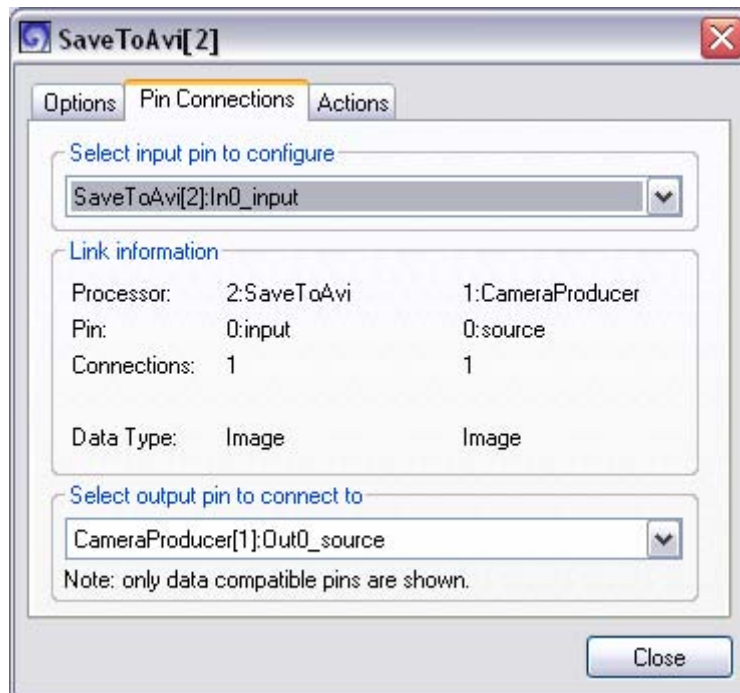 SaveToAvi[2]
Options Pin Connections Actions
Select input pin to configure
SaveToAvi[2]:In0_input
Link information
Processor: 2:SaveToAvi 1:CameraProducer
Pin: 0:input 0:source
Connections: 1 1
Data Type: Image Image
Select output pin to connect to
CameraProducer[1]:Out0_source
Note: only data compatible pins are shown.
Close